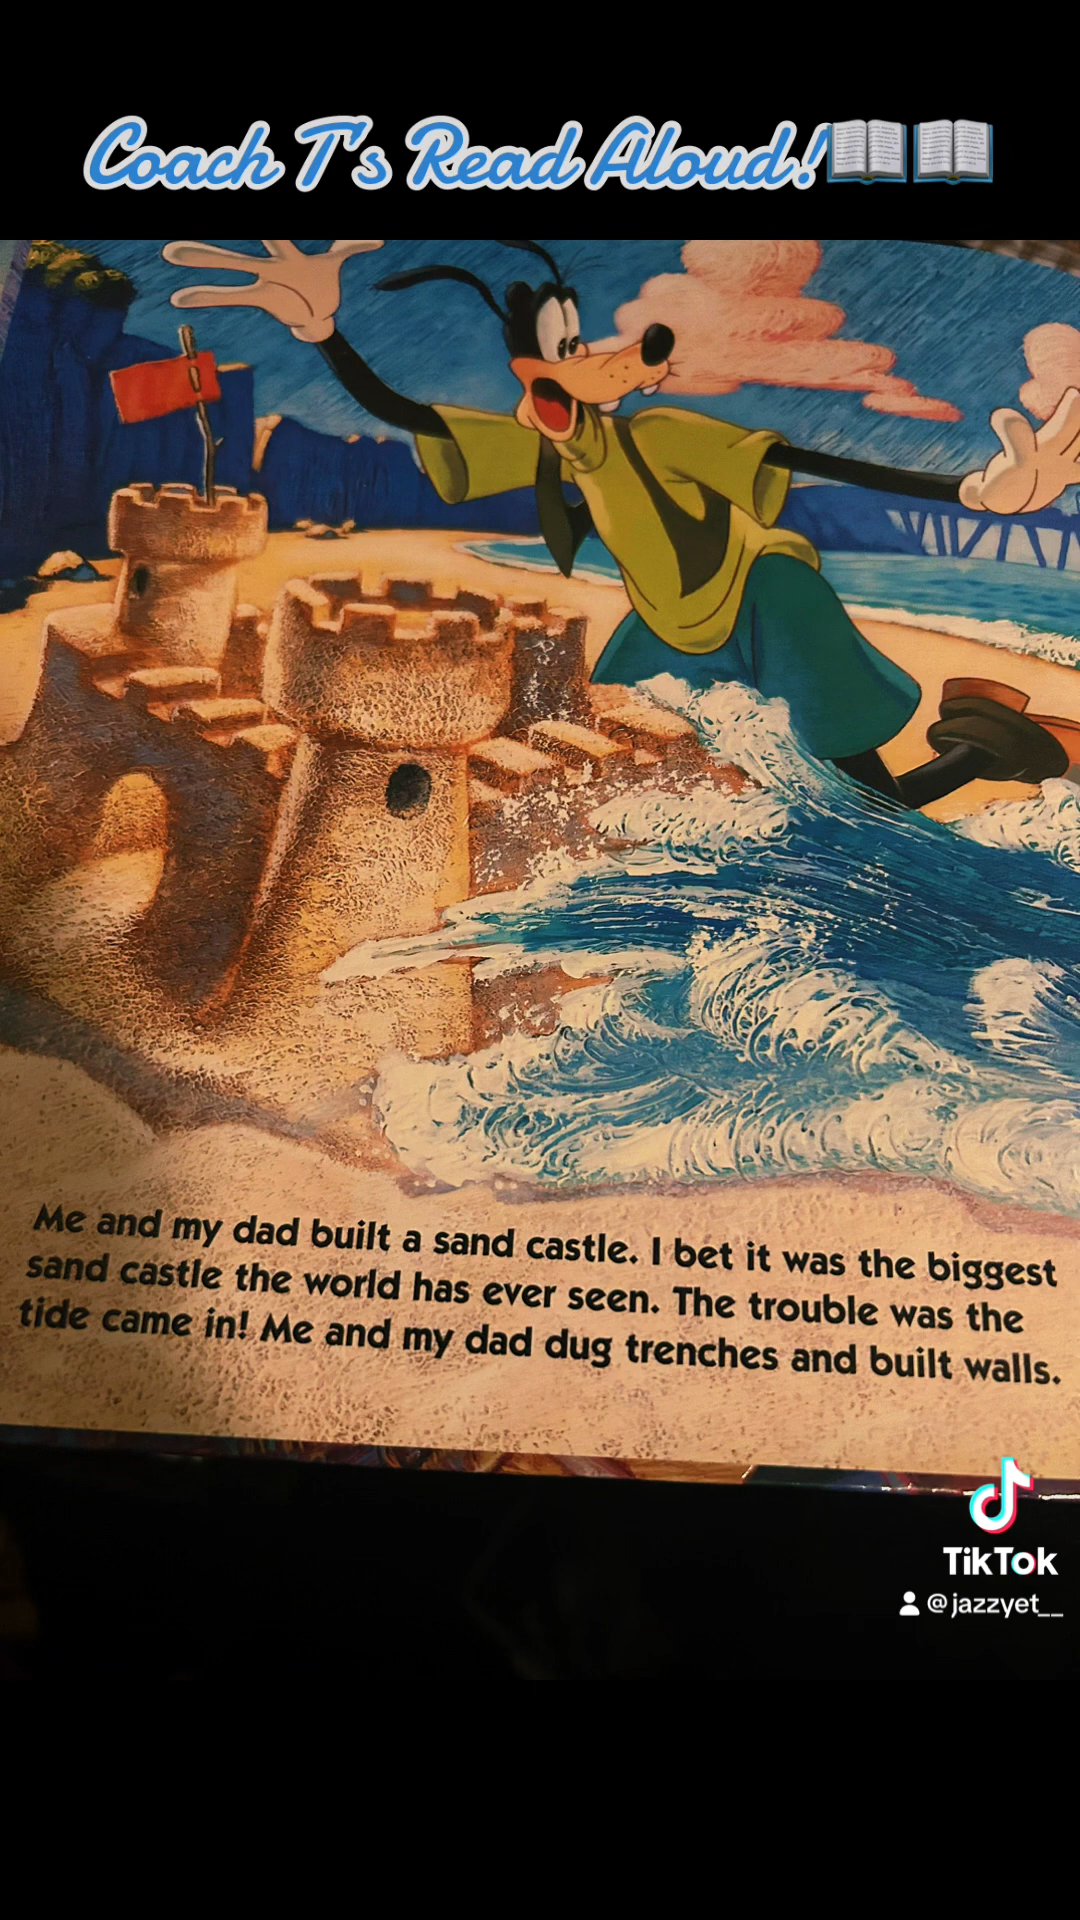 Coach T's Read Aloud!📖📖
Me and my dad built a sand castle. I bet it was the biggest
sand castle the world has ever seen. The trouble was the
tide came in! Me and my dad dug trenches and built walls.
TikTok
@jazzyet__